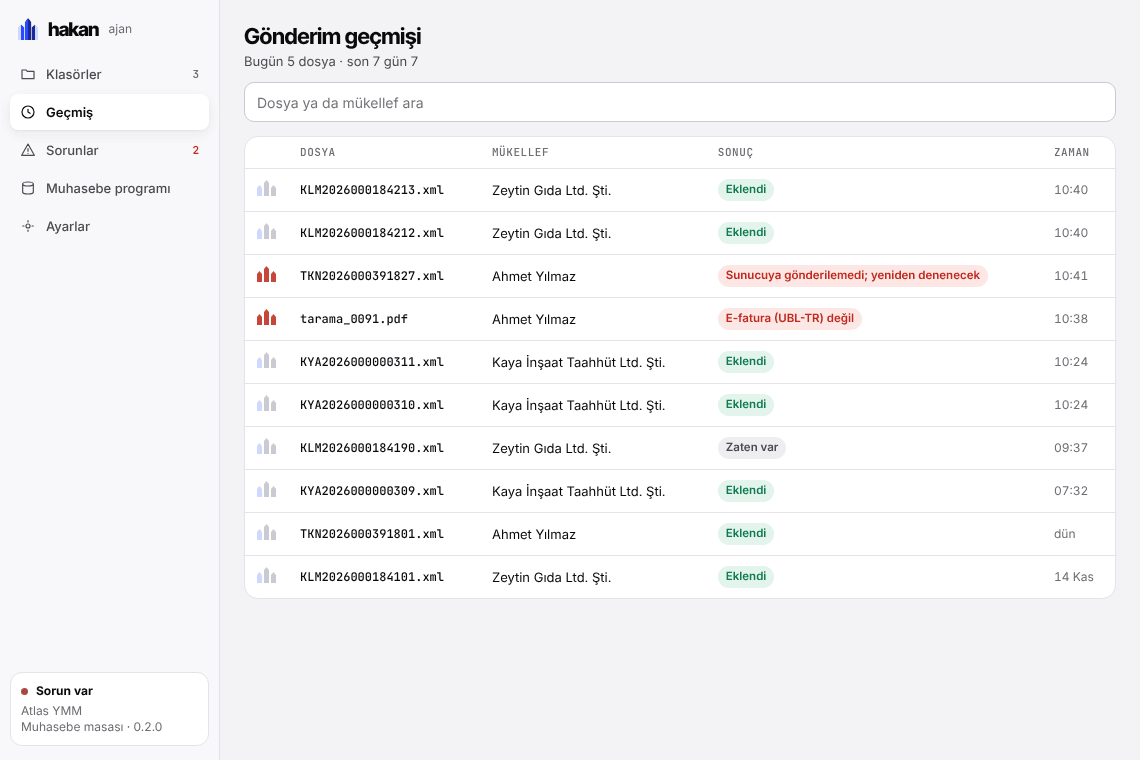 hakan ajan
Klasörler 3
Geçmiş
Sorunlar 2
Muhasebe programı
Ayarlar
Sorun var
Atlas YMM
Muhasebe masası · 0.2.0
Gönderim geçmişi
Bugün 5 dosya · son 7 gün 7
Dosya ya da mükellef ara
DOSYA MÜKELLEF SONUÇ ZAMAN
KLM2026000184213.xml Zeytin Gıda Ltd. Şti. Eklendi 10:40
KLM2026000184212.xml Zeytin Gıda Ltd. Şti. Eklendi 10:40
TKN2026000391827.xml Ahmet Yılmaz Sunucuya gönderilemedi; yeniden denenecek 10:41
tarama_0091.pdf Ahmet Yılmaz E-fatura (UBL-TR) değil 10:38
KYA2026000000311.xml Kaya İnşaat Taahhüt Ltd. Şti. Eklendi 10:24
KYA2026000000310.xml Kaya İnşaat Taahhüt Ltd. Şti. Eklendi 10:24
KLM2026000184190.xml Zeytin Gıda Ltd. Şti. Zaten var 09:37
KYA2026000000309.xml Kaya İnşaat Taahhüt Ltd. Şti. Eklendi 07:32
TKN2026000391801.xml Ahmet Yılmaz Eklendi dün
KLM2026000184101.xml Zeytin Gıda Ltd. Şti. Eklendi 14 Kas